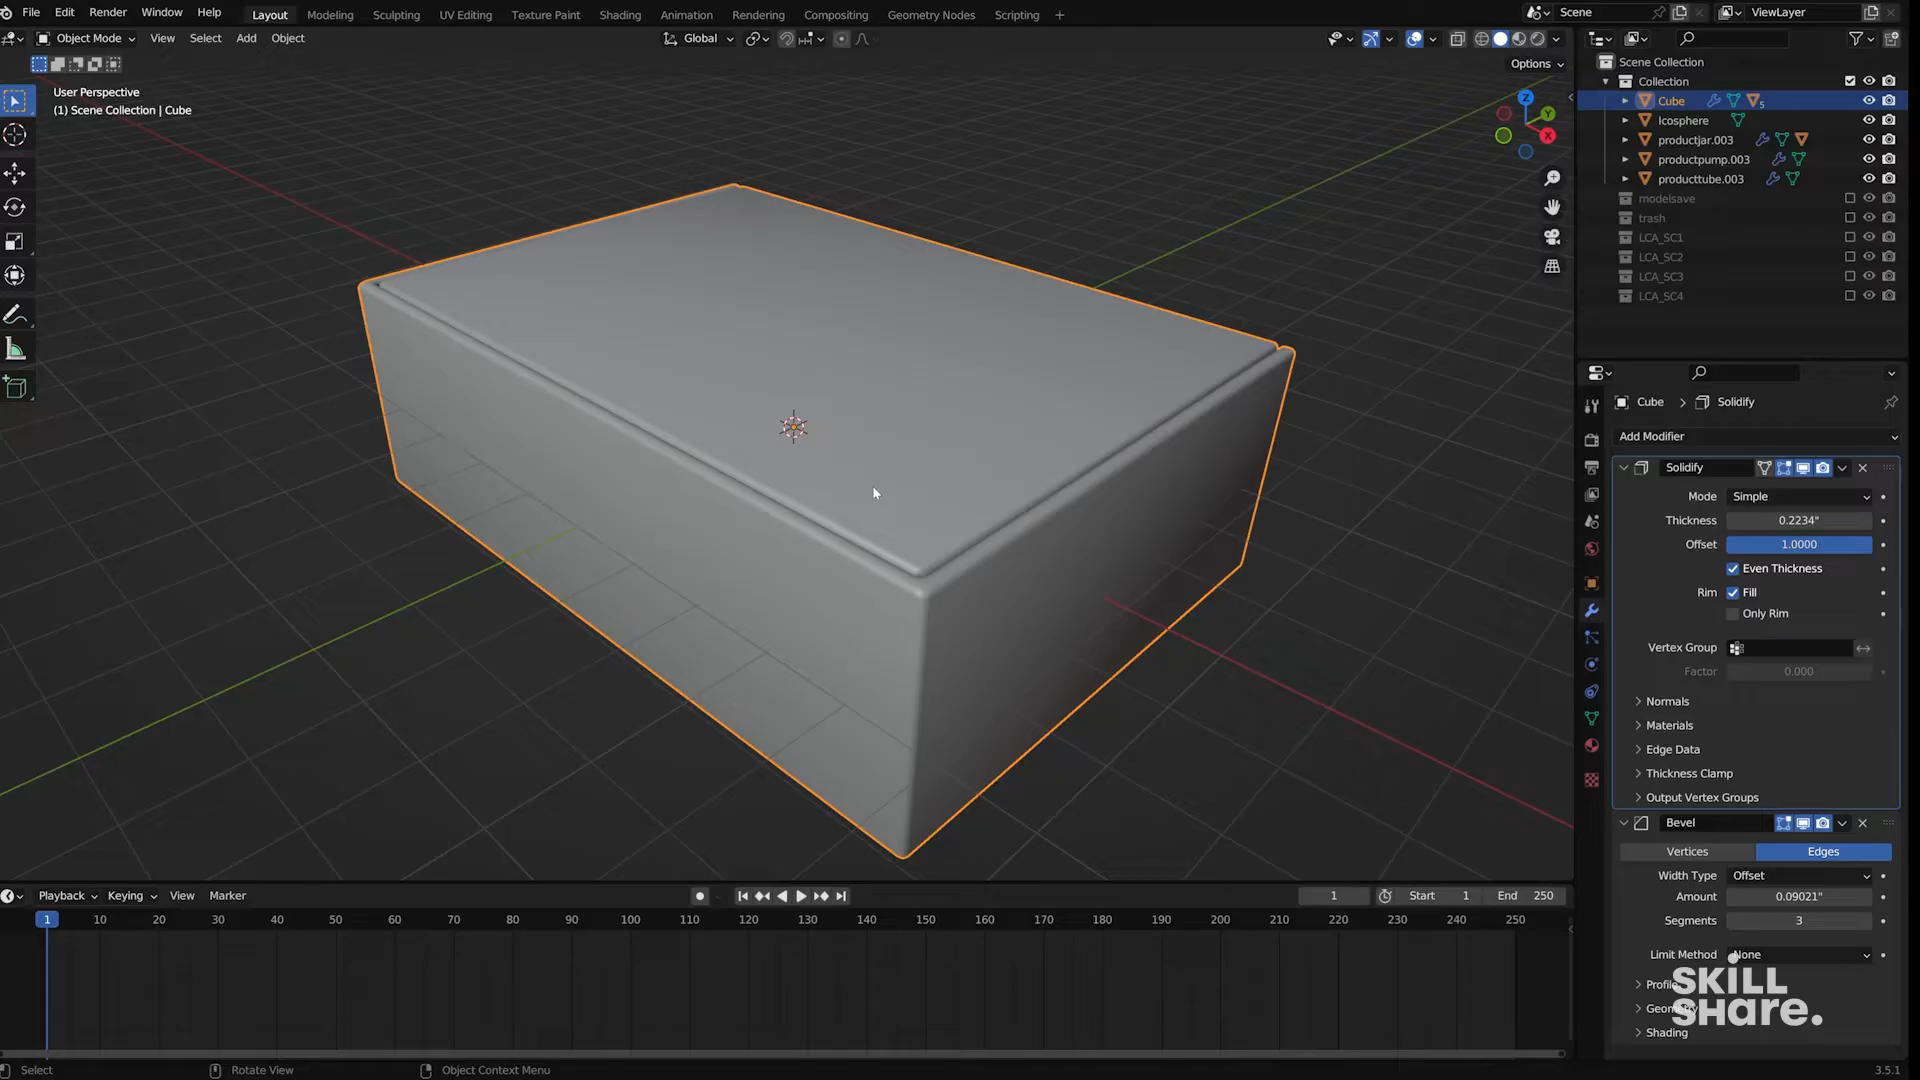 File Edit Render Window Help Layout Modeling Sculpting UV Editing Texture Paint Shading Animation Rendering Compositing Geometry Nodes Scripting + Scene ViewLayer
Object Mode View Select Add Object Global
Options
User Perspective
(1) Scene Collection | Cube
Z
Y
X
Scene Collection
Collection
Cube 5
Icosphere
productjar.003
productpump.003
producttube.003
modelsave
trash
LCA_SC1
LCA_SC2
LCA_SC3
LCA_SC4
Cube > Solidify
Add Modifier
Solidify
Mode Simple
Thickness 0.2234"
Offset 1.0000
Even Thickness
Rim Fill
Only Rim
Vertex Group
Factor 0.000
Normals
Materials
Edge Data
Thickness Clamp
Output Vertex Groups
Bevel
Vertices Edges
Width Type Offset
Amount 0.09021"
Segments 3
Limit Method None
Profile
Geometry
Shading
SKILL
SHare.
Playback Keying View Marker 1 Start 1 End 250
1 10 20 30 40 50 60 70 80 90 100 110 120 130 140 150 160 170 180 190 200 210 220 230 240 250
Select Rotate View Object Context Menu 3.5.1